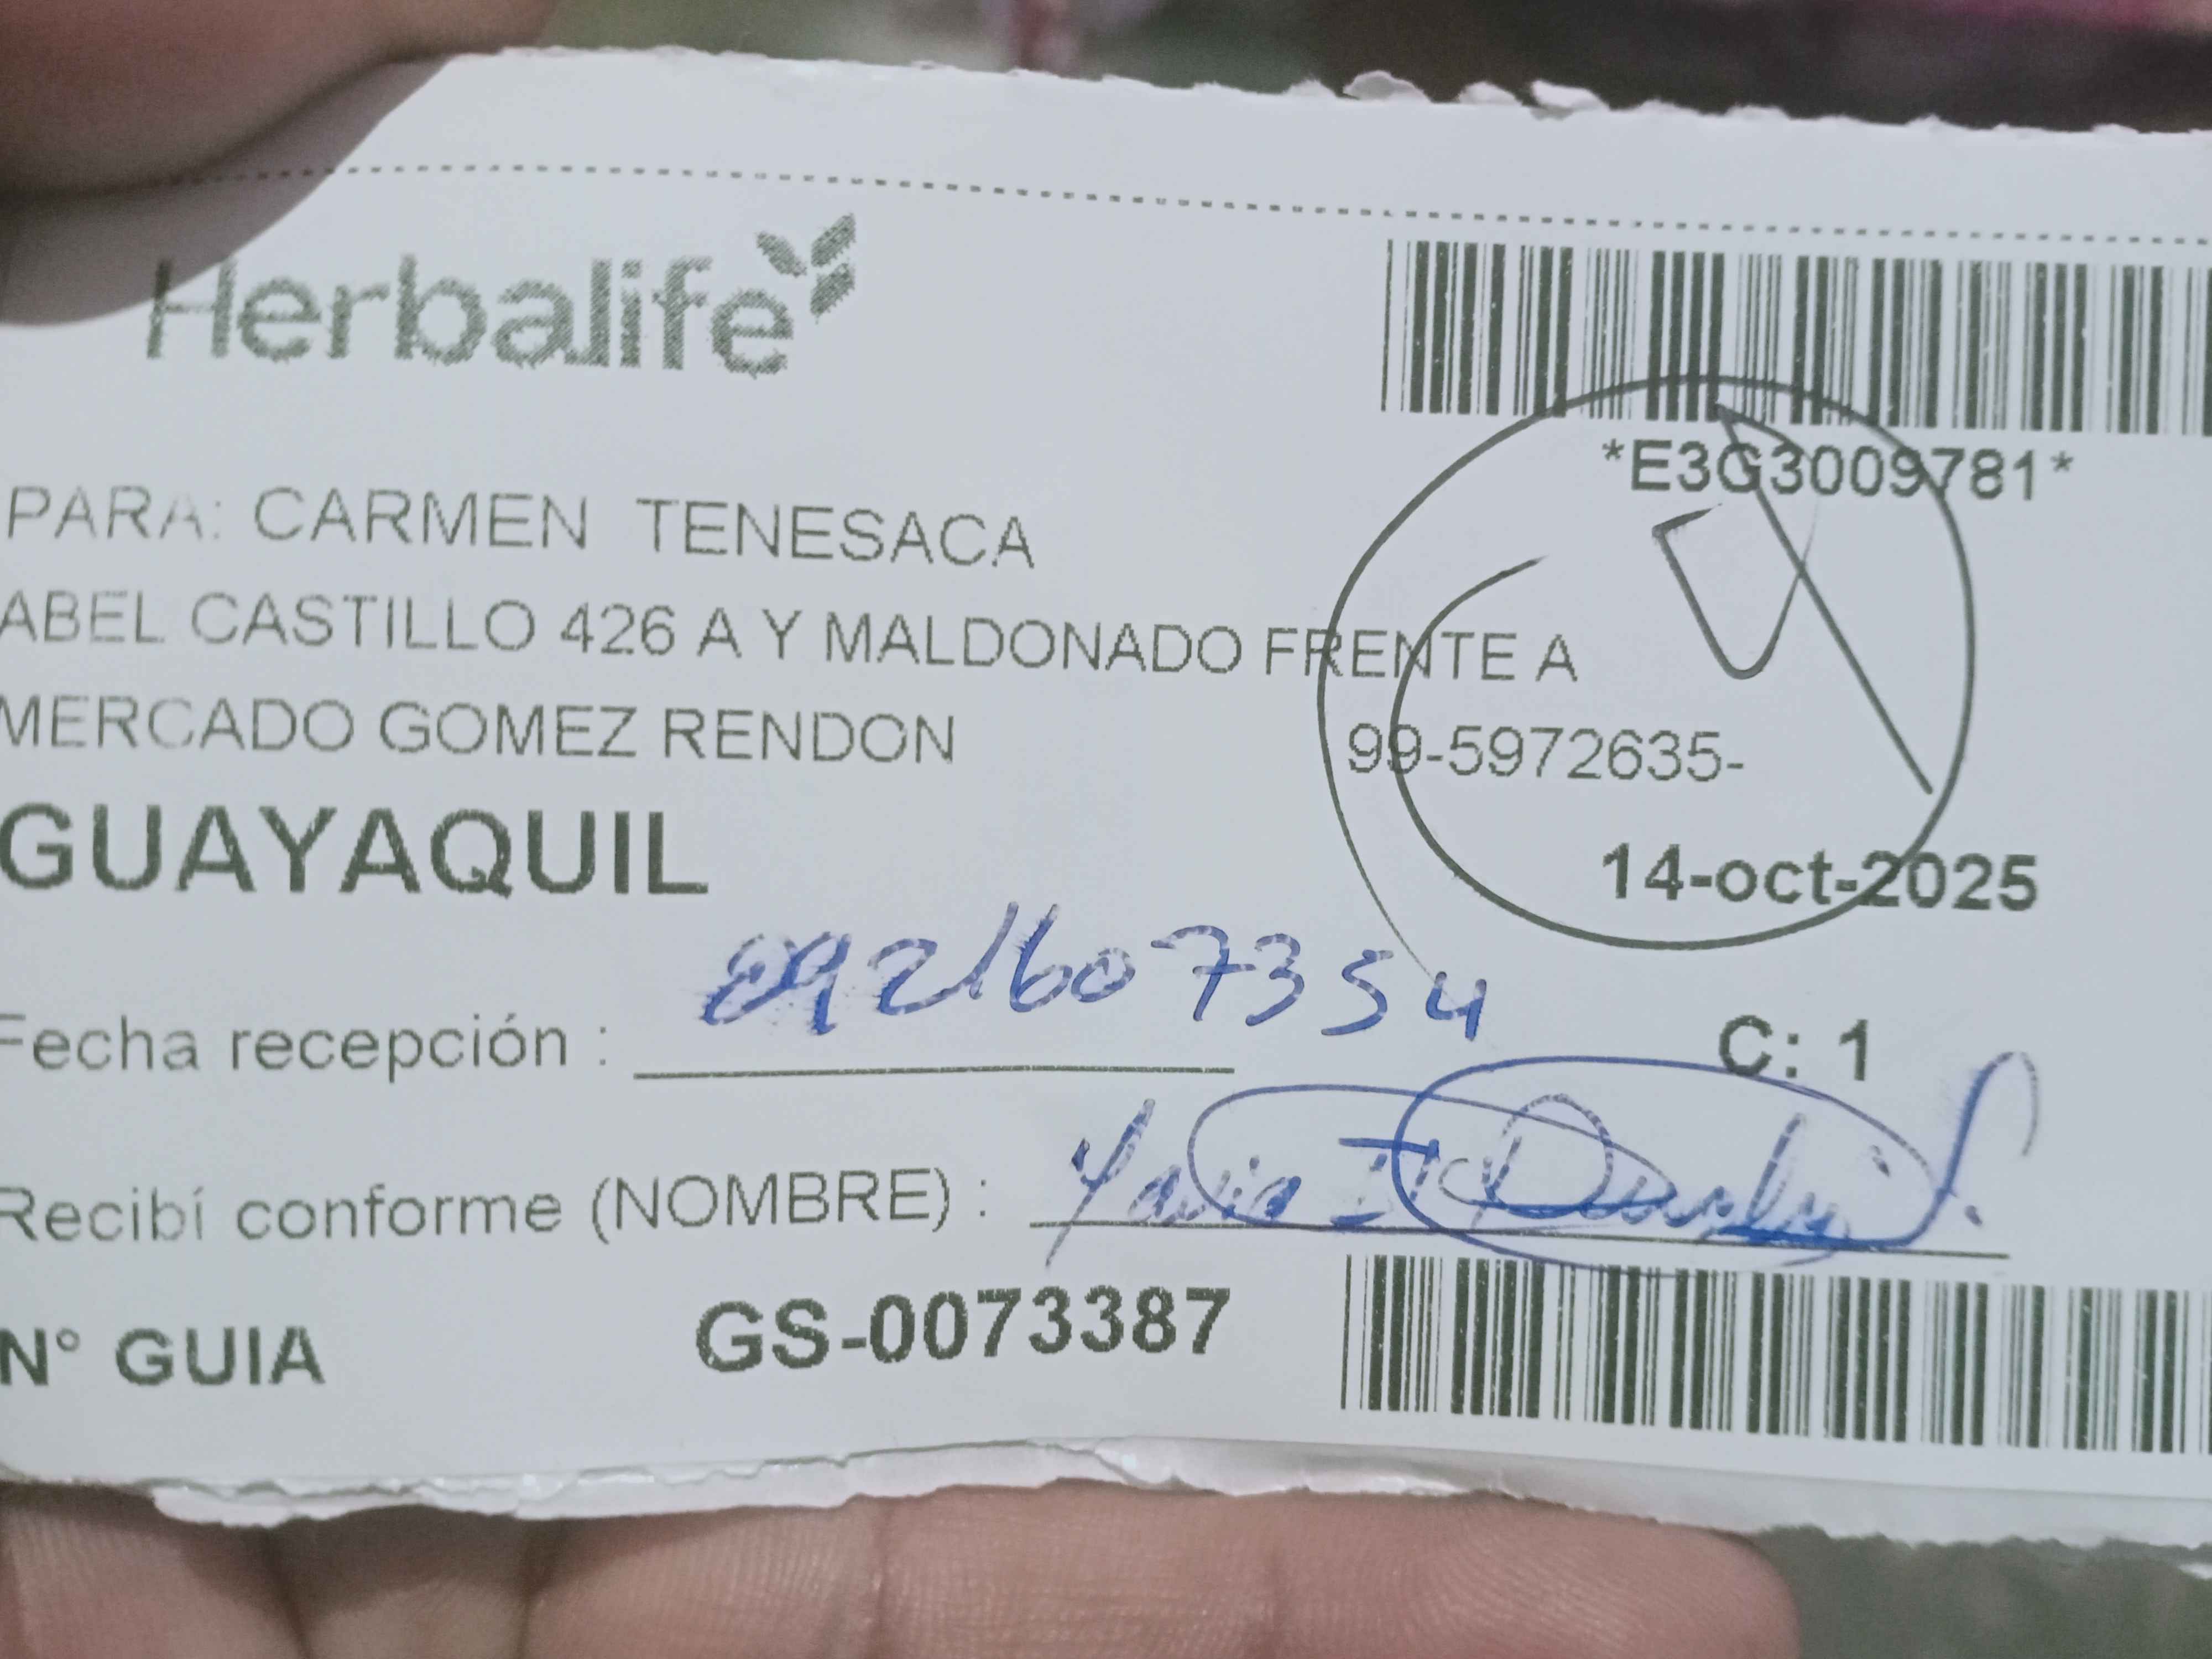 Herbalife
*E3G3009781*
PARA: CARMEN TENESACA
ABEL CASTILLO 426 A Y MALDONADO FRENTE A
MERCADO GOMEZ RENDON
99-5972635-
GUAYAQUIL
14-oct-2025
Fecha recepción : 0921607354
C: 1
Recibí conforme (NOMBRE) :
N° GUIA GS-0073387